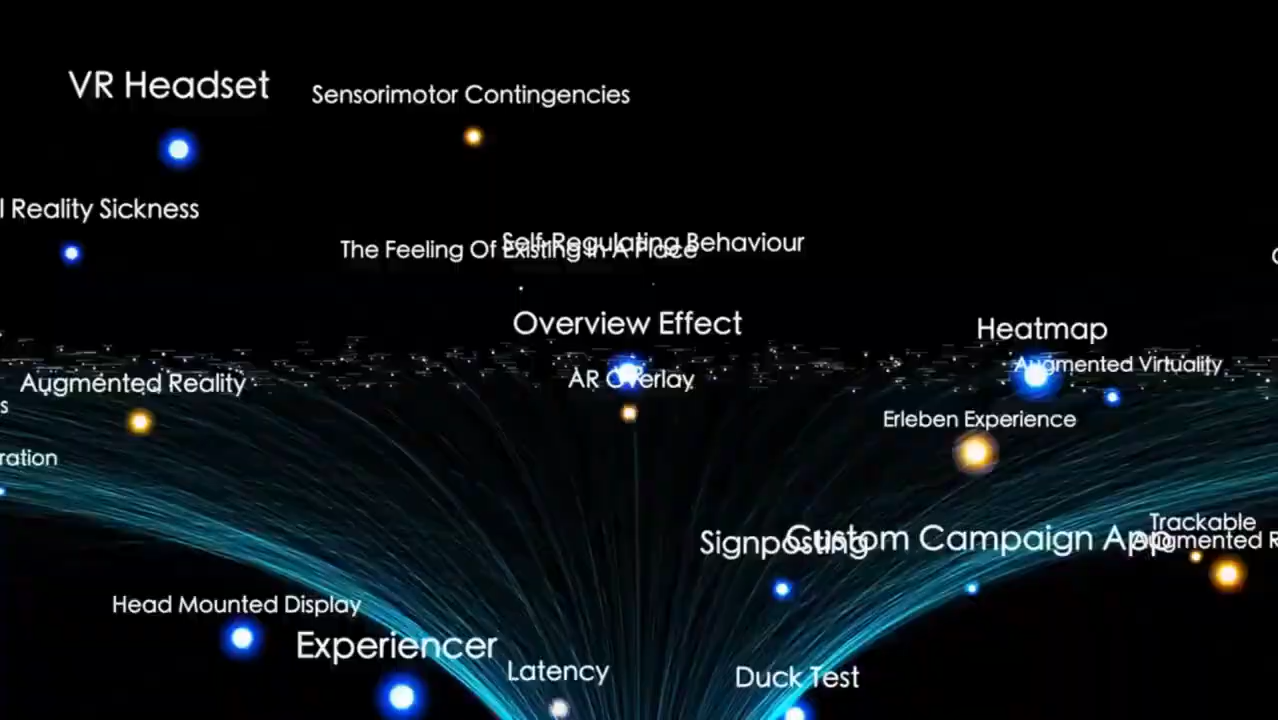 VR Headset
Sensorimotor Contingencies
l Reality Sickness
Self-Regulating Behaviour
The Feeling Of Existing In A Place
Overview Effect
Heatmap
Augmented Virtuality
AR Overlay
Augmented Reality
s
Erleben Experience
ration
Trackable
Custom Campaign App
Signposting
Augmented R
Head Mounted Display
Experiencer
Latency
Duck Test